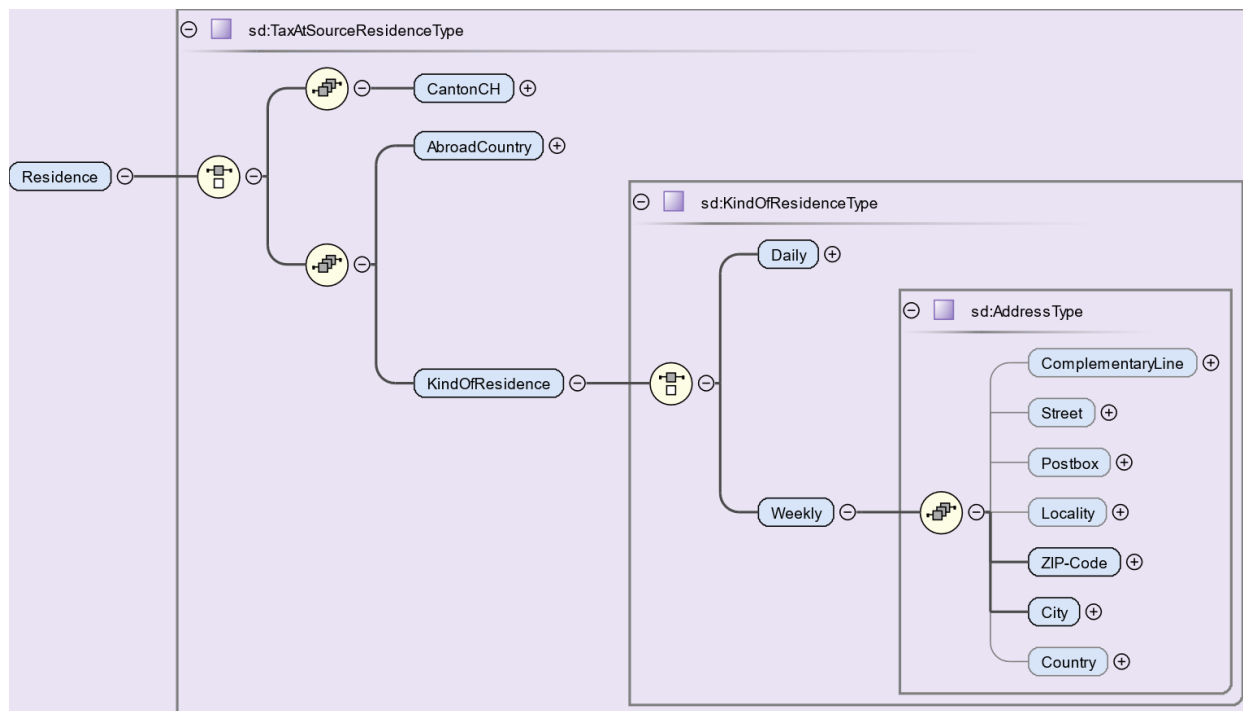 sd:TaxAtSourceResidenceType
CantonCH
AbroadCountry
Residence
sd:KindOfResidenceType
Daily
sd:AddressType
ComplementaryLine
KindOfResidence
Street
Postbox
Weekly
Locality
ZIP-Code
City
Country